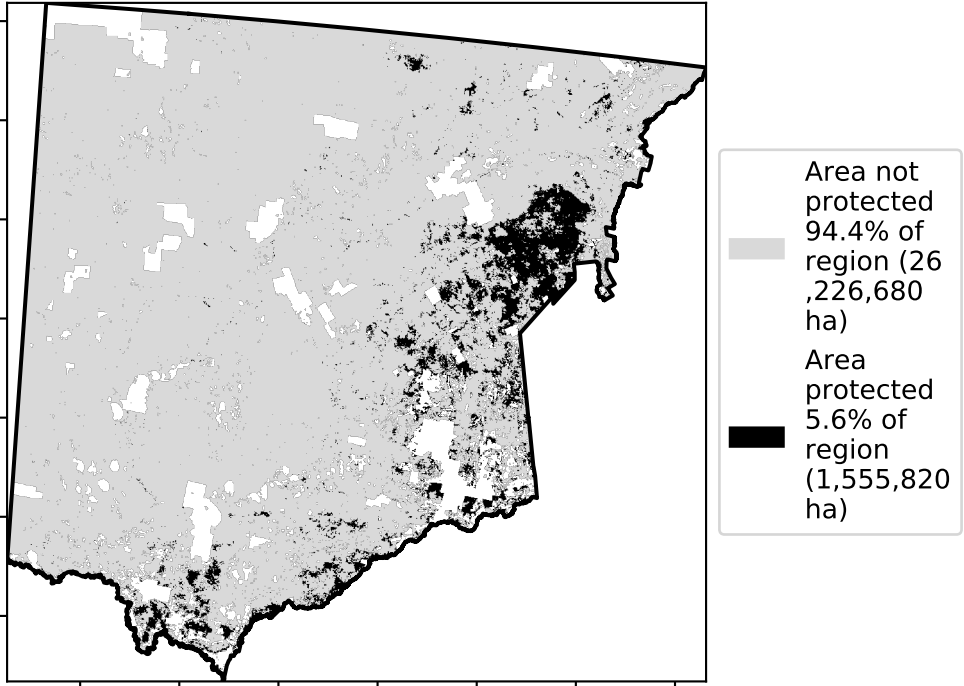 Area not
protected
94.4% of
region (26
,226,680
ha)
Area
protected
5.6% of
region
(1,555,820
ha)